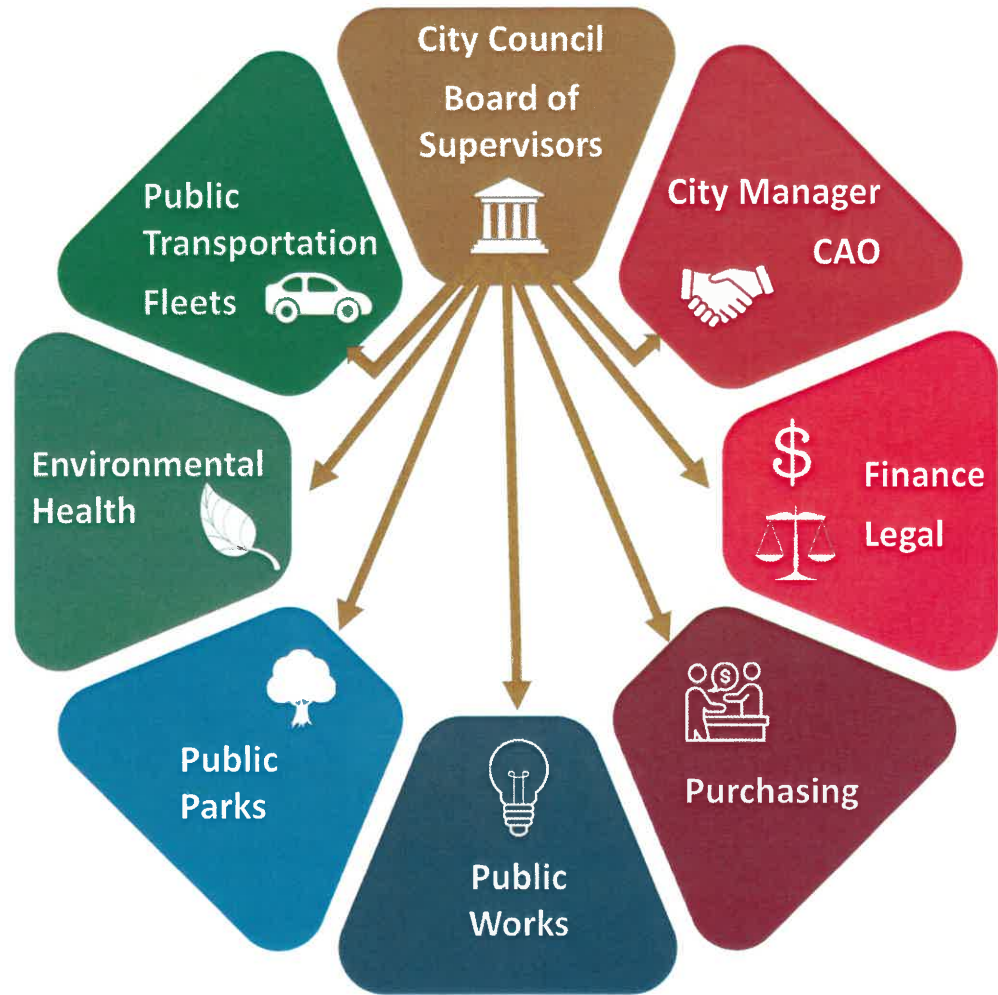 City Council
Board of
Supervisors
City Manager
CAO
$
Finance
Legal
$
Purchasing
Public
Works
Public
Parks
Environmental
Health
Public
Transportation
Fleets